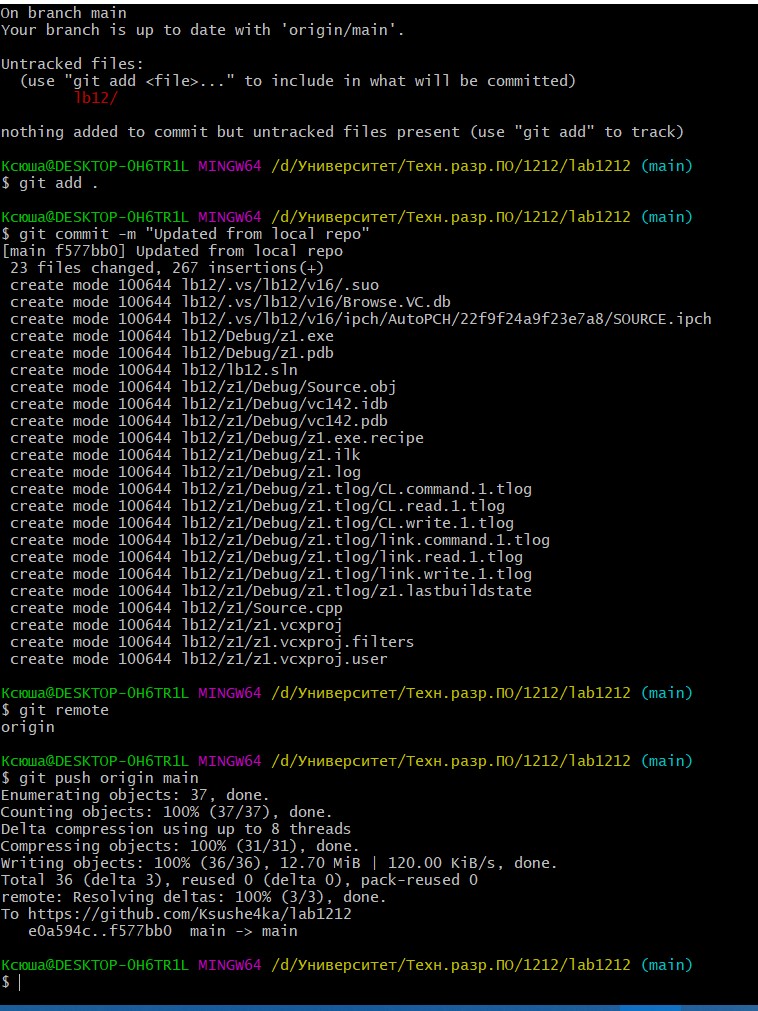 On branch main
Your branch is up to date with 'origin/main'.
Untracked files:
  (use "git add <file>..." to include in what will be committed)
        lb12/
nothing added to commit but untracked files present (use "git add" to track)
Ксюша@DESKTOP-OH6TR1L MINGW64 /d/Университет/Техн.разр.ПО/1212/lab1212 (main)
$ git add .
Ксюша@DESKTOP-OH6TR1L MINGW64 /d/Университет/Техн.разр.ПО/1212/lab1212 (main)
$ git commit -m "Updated from local repo"
[main f577bb0] Updated from local repo
 23 files changed, 267 insertions(+)
 create mode 100644 lb12/.vs/lb12/v16/.suo
 create mode 100644 lb12/.vs/lb12/v16/Browse.VC.db
 create mode 100644 lb12/.vs/lb12/v16/ipch/AutoPCH/22f9f24a9f23e7a8/SOURCE.ipch
 create mode 100644 lb12/Debug/z1.exe
 create mode 100644 lb12/Debug/z1.pdb
 create mode 100644 lb12/lb12.sln
 create mode 100644 lb12/z1/Debug/Source.obj
 create mode 100644 lb12/z1/Debug/vc142.idb
 create mode 100644 lb12/z1/Debug/vc142.pdb
 create mode 100644 lb12/z1/Debug/z1.exe.recipe
 create mode 100644 lb12/z1/Debug/z1.ilk
 create mode 100644 lb12/z1/Debug/z1.log
 create mode 100644 lb12/z1/Debug/z1.tlog/CL.command.1.tlog
 create mode 100644 lb12/z1/Debug/z1.tlog/CL.read.1.tlog
 create mode 100644 lb12/z1/Debug/z1.tlog/CL.write.1.tlog
 create mode 100644 lb12/z1/Debug/z1.tlog/link.command.1.tlog
 create mode 100644 lb12/z1/Debug/z1.tlog/link.read.1.tlog
 create mode 100644 lb12/z1/Debug/z1.tlog/link.write.1.tlog
 create mode 100644 lb12/z1/Debug/z1.tlog/z1.lastbuildstate
 create mode 100644 lb12/z1/Source.cpp
 create mode 100644 lb12/z1/z1.vcxproj
 create mode 100644 lb12/z1/z1.vcxproj.filters
 create mode 100644 lb12/z1/z1.vcxproj.user
Ксюша@DESKTOP-OH6TR1L MINGW64 /d/Университет/Техн.разр.ПО/1212/lab1212 (main)
$ git remote
origin
Ксюша@DESKTOP-OH6TR1L MINGW64 /d/Университет/Техн.разр.ПО/1212/lab1212 (main)
$ git push origin main
Enumerating objects: 37, done.
Counting objects: 100% (37/37), done.
Delta compression using up to 8 threads
Compressing objects: 100% (31/31), done.
Writing objects: 100% (36/36), 12.70 MiB | 120.00 KiB/s, done.
Total 36 (delta 3), reused 0 (delta 0), pack-reused 0
remote: Resolving deltas: 100% (3/3), done.
To https://github.com/Ksushe4ka/lab1212
   e0a594c..f577bb0  main -> main
Ксюша@DESKTOP-OH6TR1L MINGW64 /d/Университет/Техн.разр.ПО/1212/lab1212 (main)
$